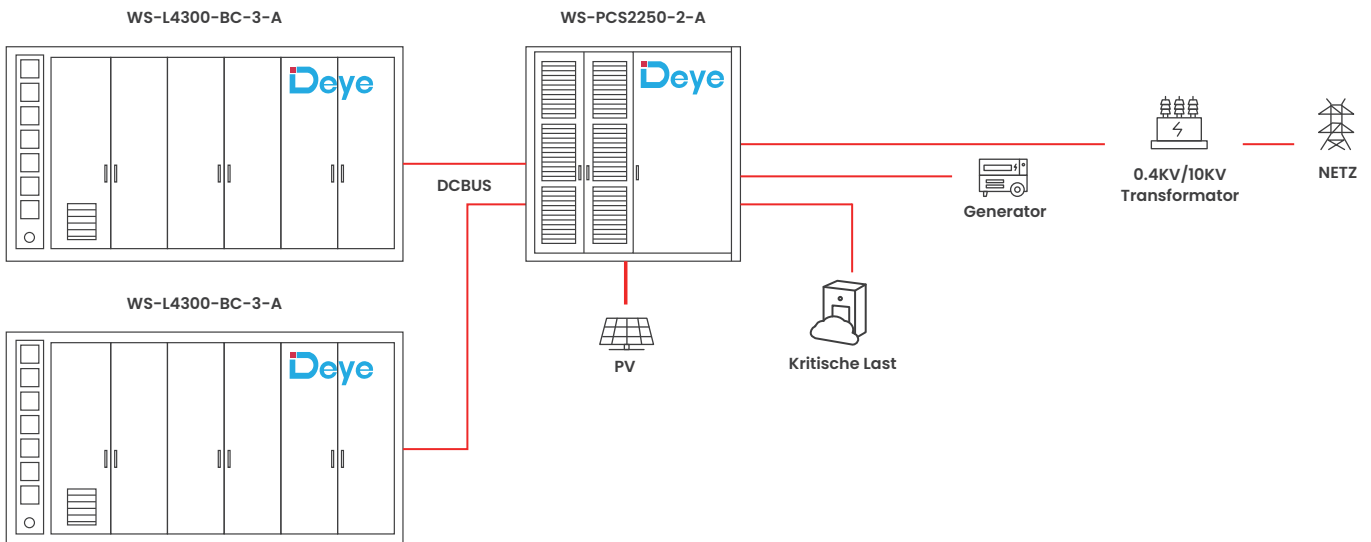 WS-L4300-BC-3-A
WS-PCS2250-2-A
Deye
Deye
DCBUS
0.4KV/10KV
Transformator
NETZ
Generator
WS-L4300-BC-3-A
Deye
PV
Kritische Last